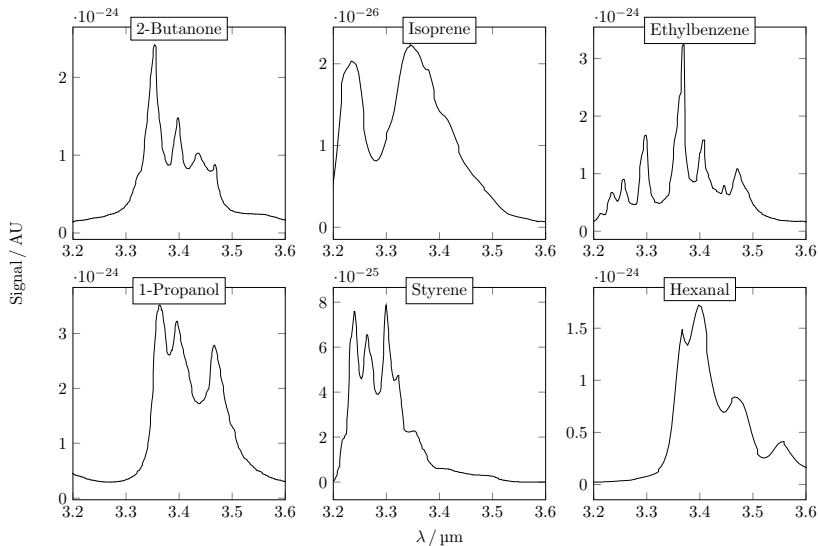 2-Butanone
·10⁻²⁴
0
1
2
3.2 3.3 3.4 3.5 3.6
Isoprene
·10⁻²⁶
0
1
2
3.2 3.3 3.4 3.5 3.6
Ethylbenzene
·10⁻²⁴
0
1
2
3
3.2 3.3 3.4 3.5 3.6
1-Propanol
·10⁻²⁴
0
1
2
3
3.2 3.3 3.4 3.5 3.6
Styrene
·10⁻²⁵
0
2
4
6
8
3.2 3.3 3.4 3.5 3.6
Hexanal
·10⁻²⁴
0
0.5
1
1.5
3.2 3.3 3.4 3.5 3.6
Signal / AU
λ / µm